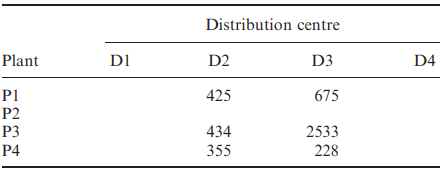 Distribution centre
Plant D1 D2 D3 D4
P1 425 675
P2
P3 434 2533
P4 355 228